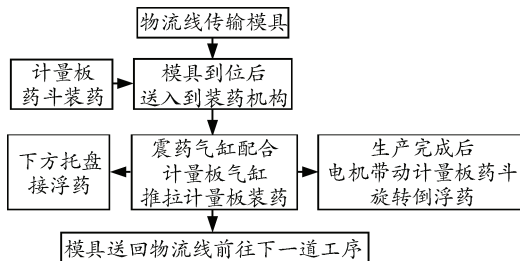 物流线传输模具
计量板
药斗装药
模具到位后
送入到装药机构
下方托盘
接浮药
震药气缸配合
计量板气缸
推拉计量板装药
生产完成后
电机带动计量板药斗
旋转倒浮药
模具送回物流线前往下一道工序